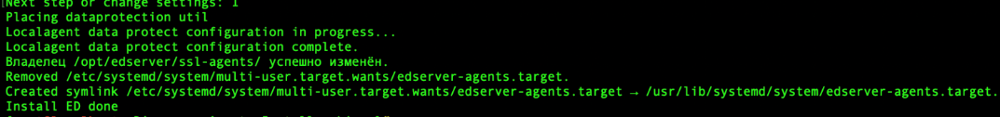 Next step or change settings: 1
Placing dataprotection util
Localagent data protect configuration in progress...
Localagent data protect configuration complete.
Владелец /opt/edserver/ssl-agents/ успешно изменён.
Removed /etc/systemd/system/multi-user.target.wants/edserver-agents.target.
Created symlink /etc/systemd/system/multi-user.target.wants/edserver-agents.target → /usr/lib/systemd/system/edserver-agents.target.
Install ED done